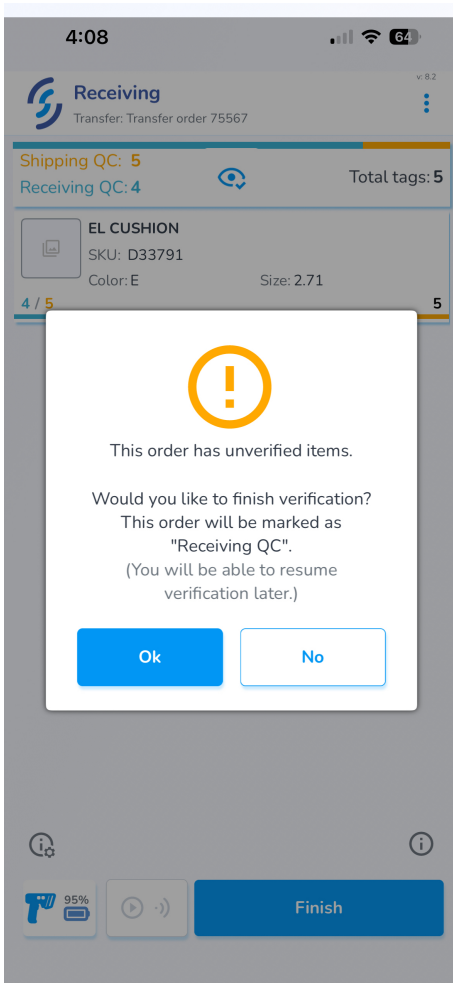 4:08
64
Receiving
v: 8.2
Transfer: Transfer order 75567
Shipping QC: 5
Receiving QC: 4
Total tags: 5
EL CUSHION
SKU: D33791
Color: E
Size: 2.71
4 / 5
5
This order has unverified items.
Would you like to finish verification?
This order will be marked as
"Receiving QC".
(You will be able to resume
verification later.)
Ok
No
95%
Finish